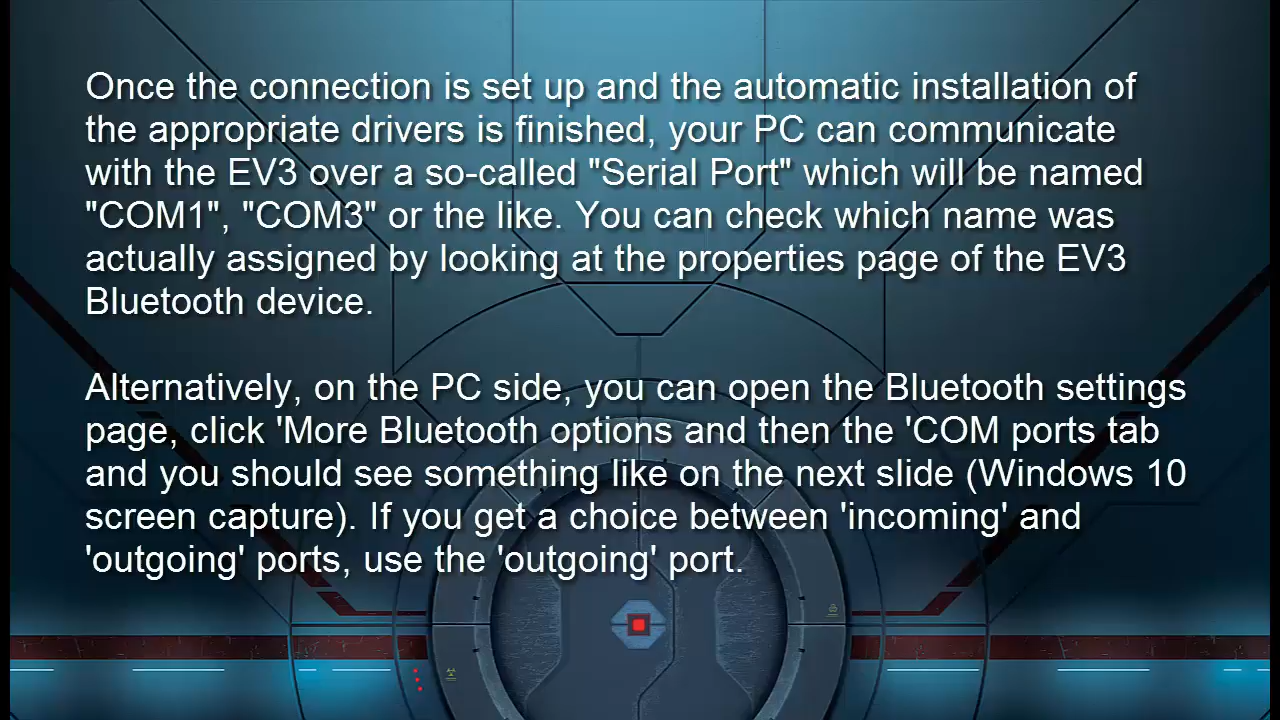 Once the connection is set up and the automatic installation of
the appropriate drivers is finished, your PC can communicate
with the EV3 over a so-called "Serial Port" which will be named
"COM1", "COM3" or the like. You can check which name was
actually assigned by looking at the properties page of the EV3
Bluetooth device.
Alternatively, on the PC side, you can open the Bluetooth settings
page, click 'More Bluetooth options and then the 'COM ports tab
and you should see something like on the next slide (Windows 10
screen capture). If you get a choice between 'incoming' and
'outgoing' ports, use the 'outgoing' port.